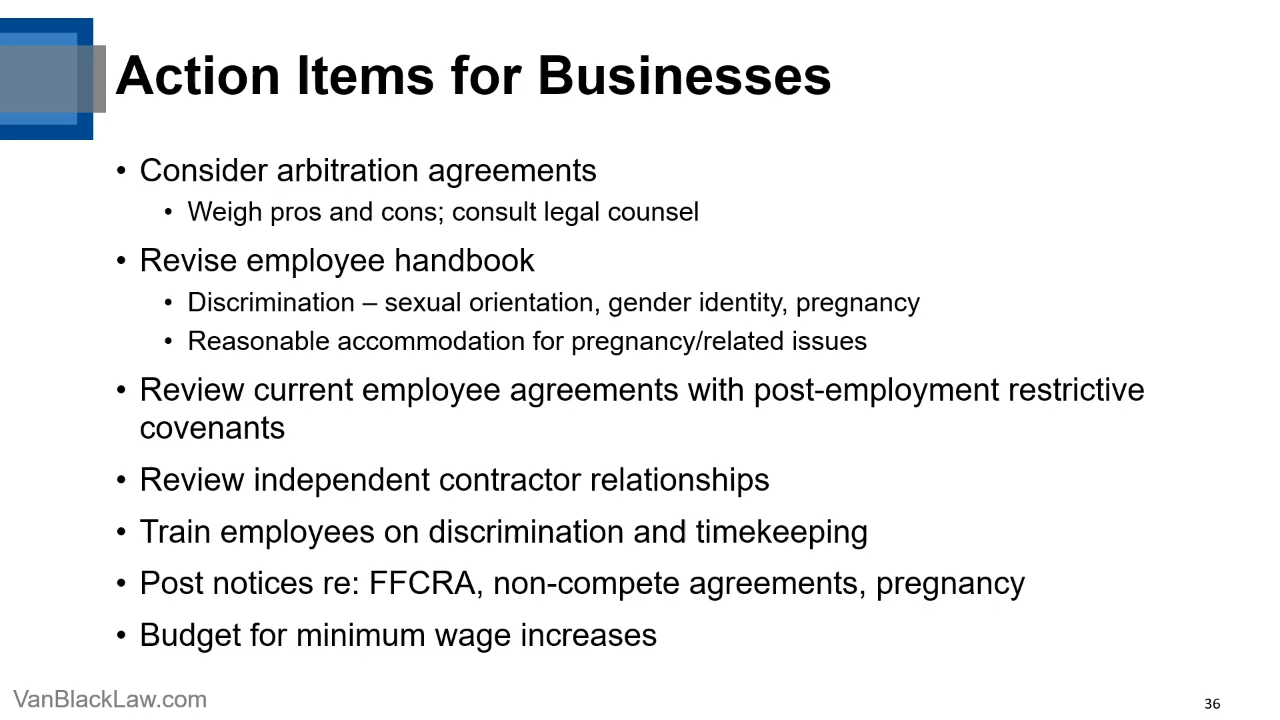 Action Items for Businesses
• Consider arbitration agreements
• Weigh pros and cons; consult legal counsel
• Revise employee handbook
• Discrimination – sexual orientation, gender identity, pregnancy
• Reasonable accommodation for pregnancy/related issues
• Review current employee agreements with post-employment restrictive
covenants
• Review independent contractor relationships
• Train employees on discrimination and timekeeping
• Post notices re: FFCRA, non-compete agreements, pregnancy
• Budget for minimum wage increases
VanBlackLaw.com
36